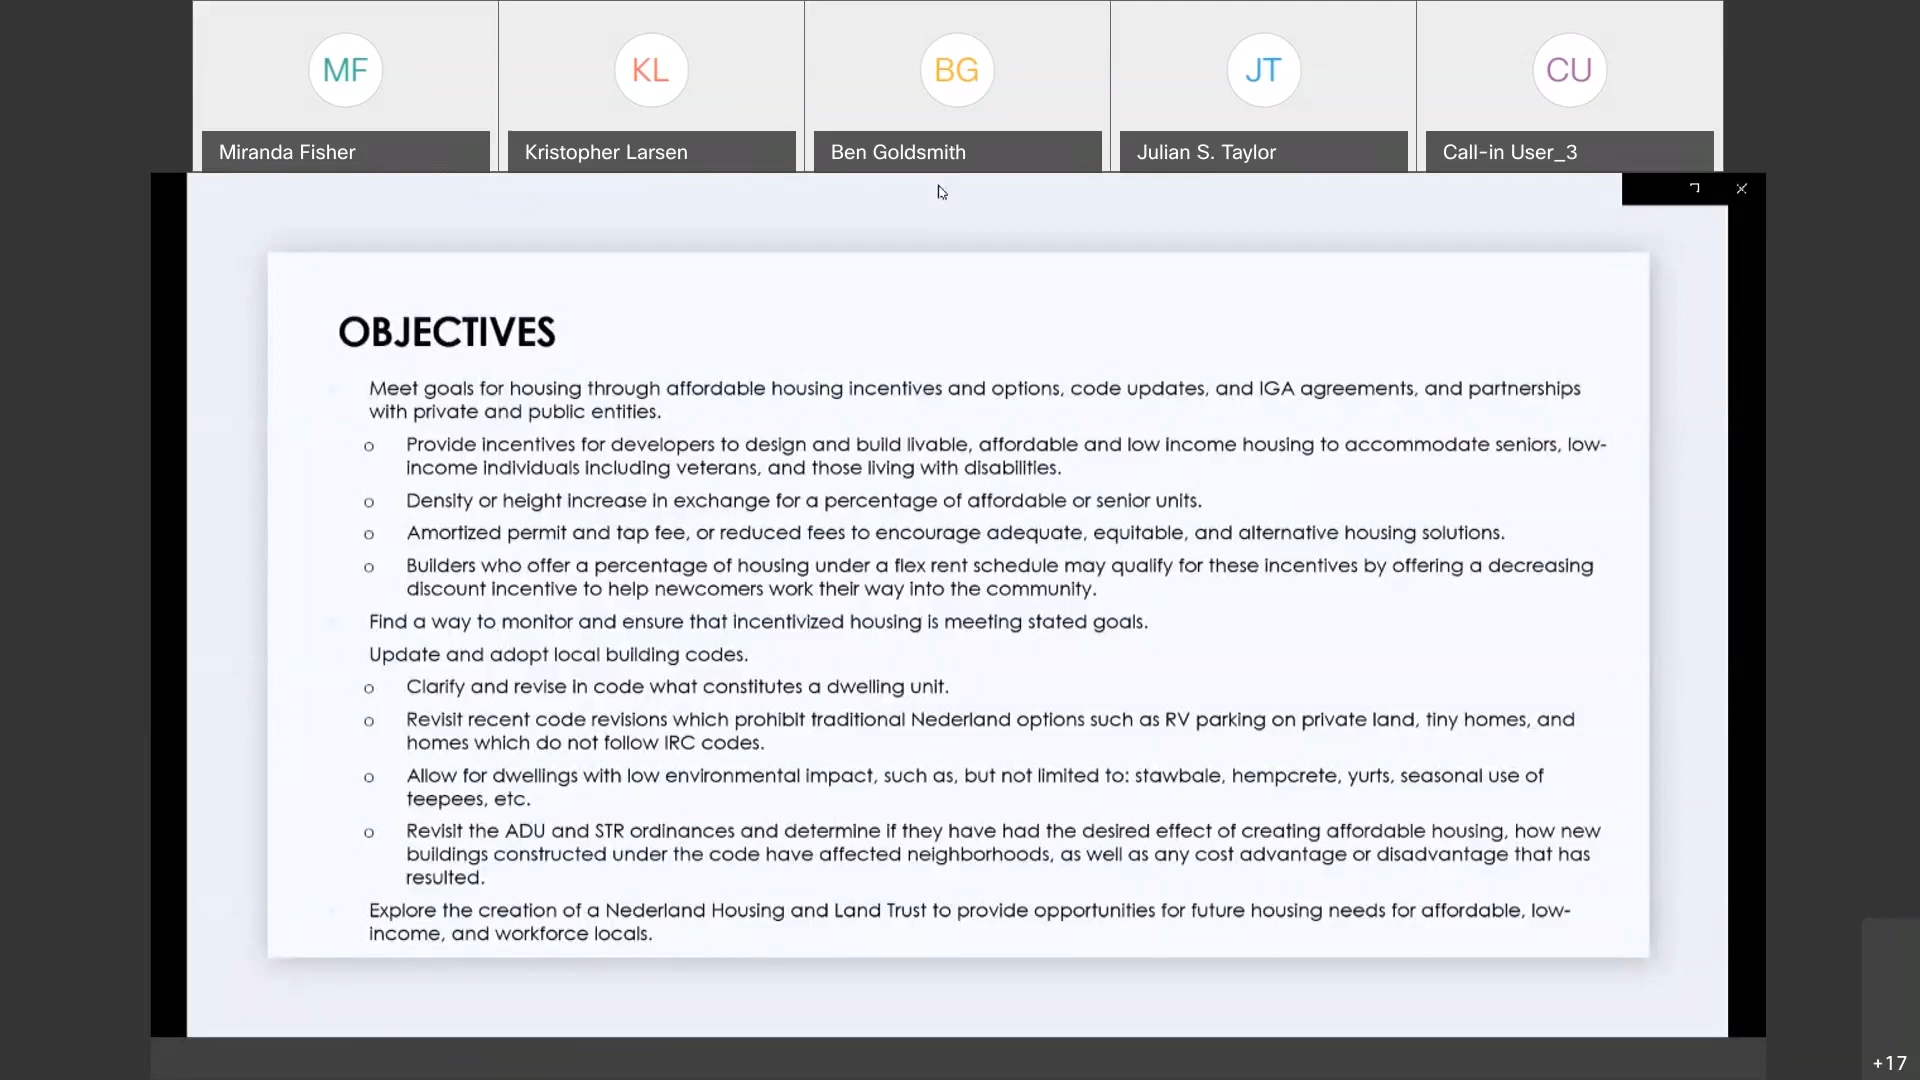 MF
KL
BG
JT
CU
Miranda Fisher
Kristopher Larsen
Ben Goldsmith
Julian S. Taylor
Call-in User_3
OBJECTIVES
Meet goals for housing through affordable housing incentives and options, code updates, and IGA agreements, and partnerships
with private and public entities.
o Provide incentives for developers to design and build livable, affordable and low income housing to accommodate seniors, low-
income individuals including veterans, and those living with disabilities.
o Density or height increase in exchange for a percentage of affordable or senior units.
o Amortized permit and tap fee, or reduced fees to encourage adequate, equitable, and alternative housing solutions.
o Builders who offer a percentage of housing under a flex rent schedule may qualify for these incentives by offering a decreasing
discount incentive to help newcomers work their way into the community.
Find a way to monitor and ensure that incentivized housing is meeting stated goals.
Update and adopt local building codes.
o Clarify and revise in code what constitutes a dwelling unit.
o Revisit recent code revisions which prohibit traditional Nederland options such as RV parking on private land, tiny homes, and
homes which do not follow IRC codes.
o Allow for dwellings with low environmental impact, such as, but not limited to: stawbale, hempcrete, yurts, seasonal use of
teepees, etc.
o Revisit the ADU and STR ordinances and determine if they have had the desired effect of creating affordable housing, how new
buildings constructed under the code have affected neighborhoods, as well as any cost advantage or disadvantage that has
resulted.
Explore the creation of a Nederland Housing and Land Trust to provide opportunities for future housing needs for affordable, low-
income, and workforce locals.
+17